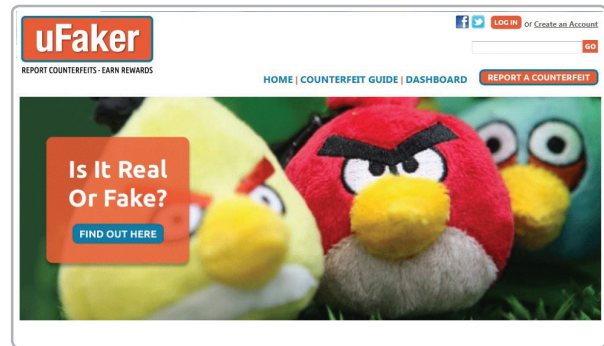 uFaker
REPORT COUNTERFEITS - EARN REWARDS
LOG IN or Create an Account
GO
HOME | COUNTERFEIT GUIDE | DASHBOARD
REPORT A COUNTERFEIT
Is It Real
Or Fake?
FIND OUT HERE